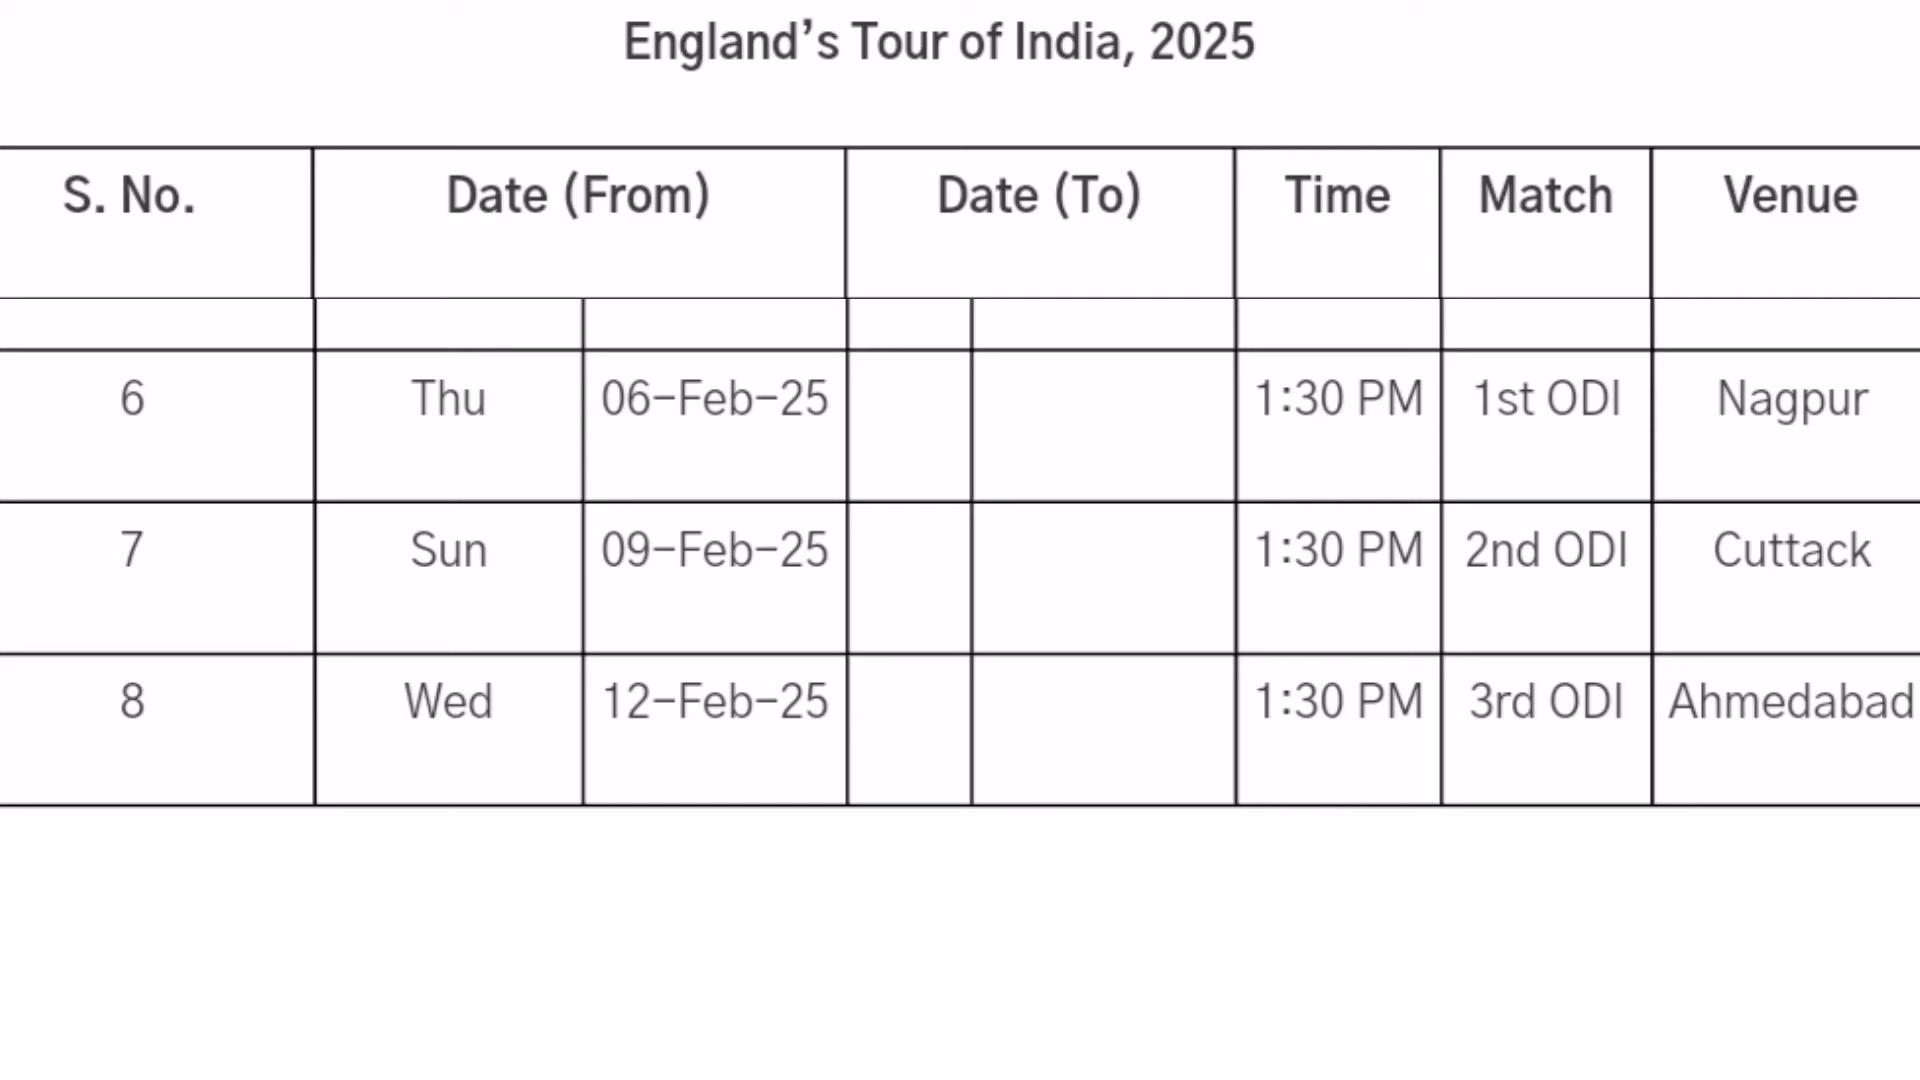 England’s Tour of India, 2025
S. No. Date (From) Date (To) Time Match Venue
6 Thu 06-Feb-25 1:30 PM 1st ODI Nagpur
7 Sun 09-Feb-25 1:30 PM 2nd ODI Cuttack
8 Wed 12-Feb-25 1:30 PM 3rd ODI Ahmedabad